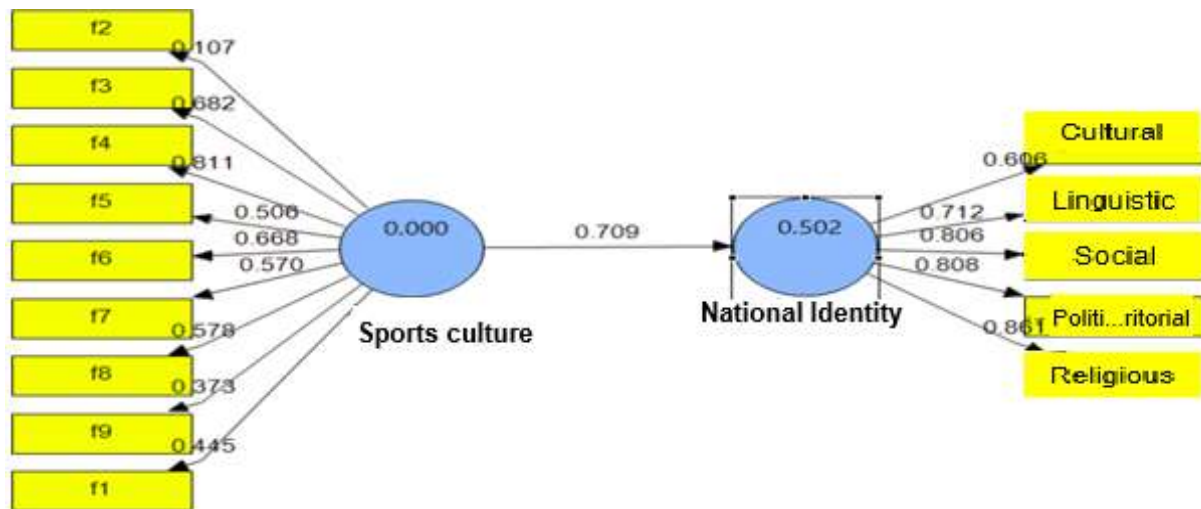 f2
0.107
f3
0.682
f4
0.811
f5
0.506
f6
0.668
0.570
f7
0.578
f8
0.373
f9
0.445
f1
0.000
Sports culture
0.709
0.502
National Identity
0.606
Cultural
0.712
Linguistic
0.806
Social
0.808
Politi...ritorial
0.861
Religious